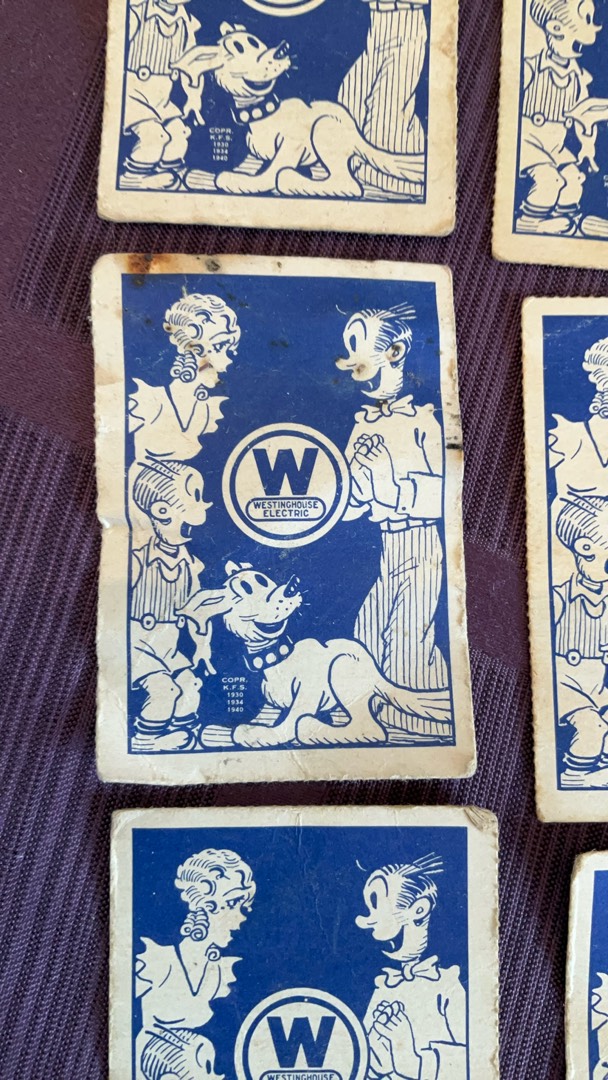 COPR.
K.F.S.
1930
1934
1940
W
WESTINGHOUSE
ELECTRIC
COPR.
K.F.S.
1930
1934
1940
W
WESTINGHOUSE